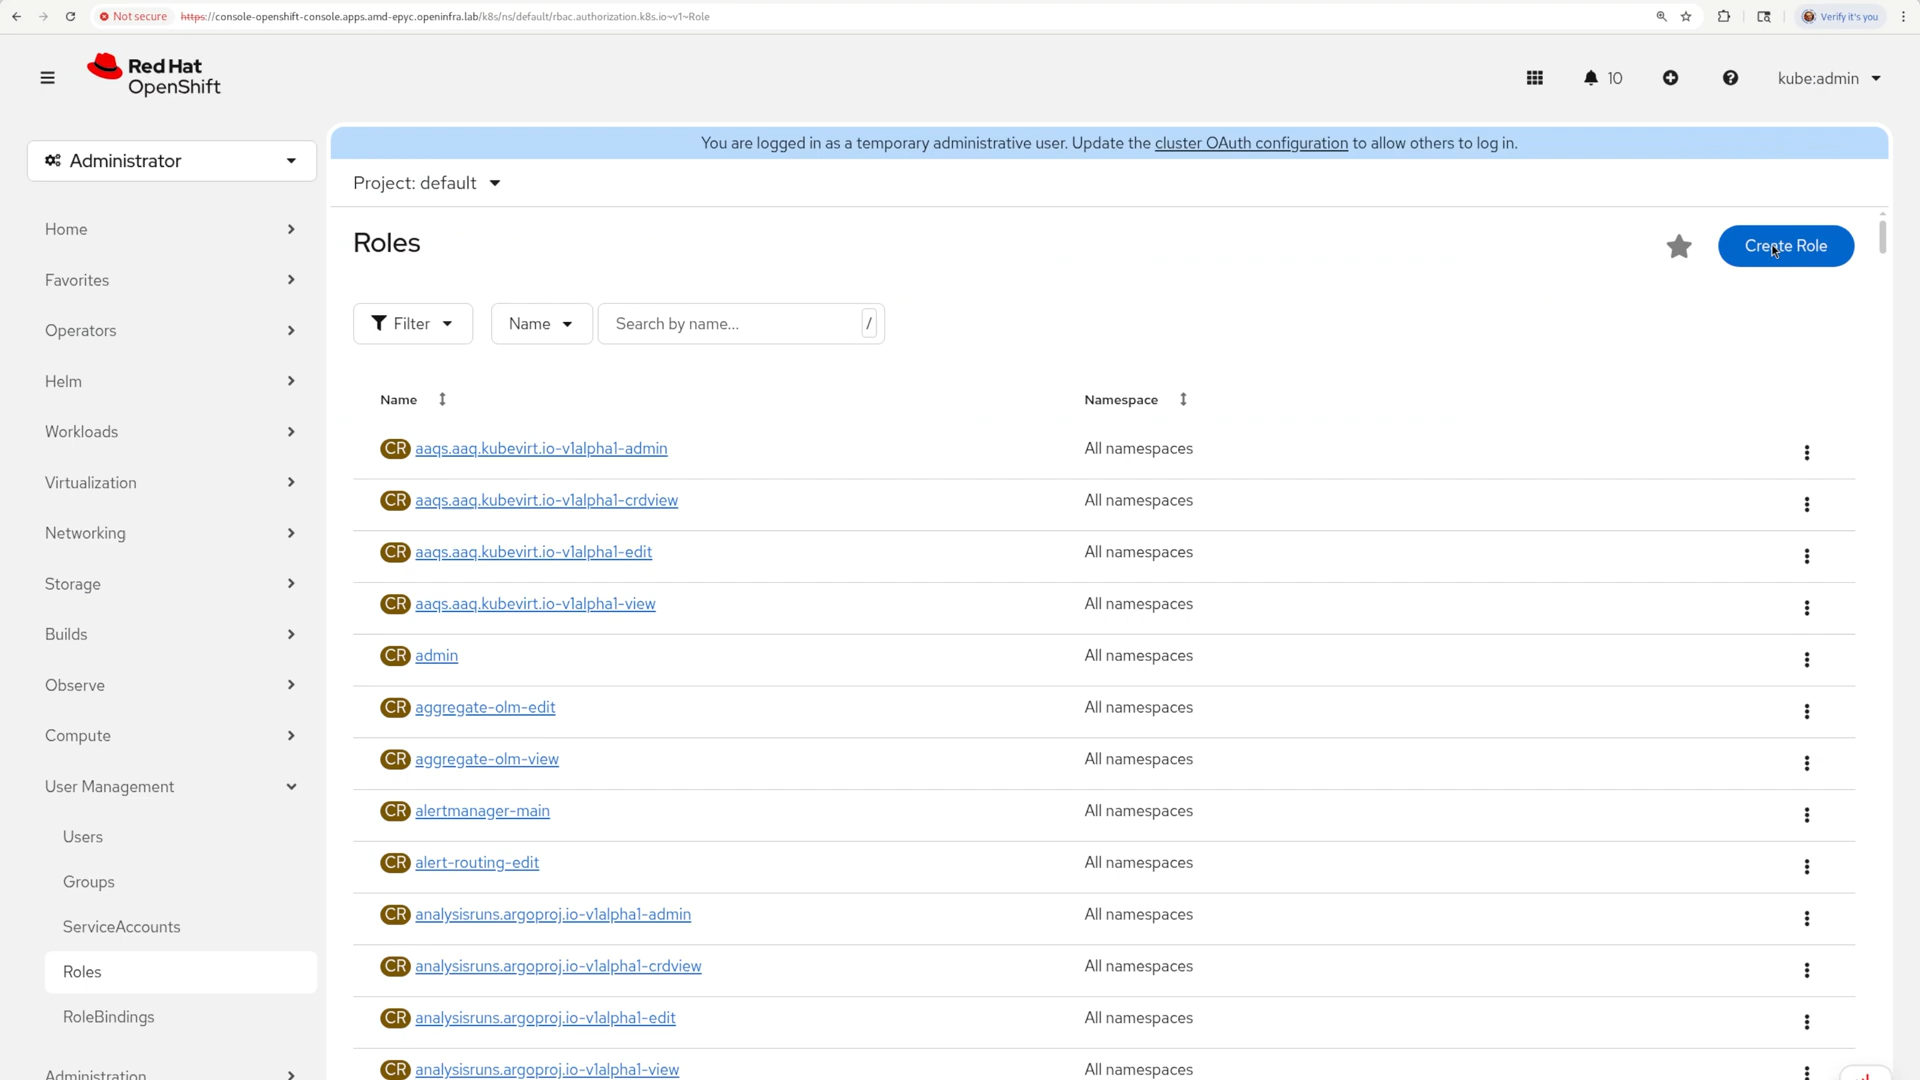 Not secure https://console-openshift-console.apps.amd-epyc.openinfra.lab/k8s/ns/default/rbac.authorization.k8s.io~v1~Role Verify it's you
Red Hat
OpenShift
10
kube:admin
Administrator
You are logged in as a temporary administrative user. Update the cluster OAuth configuration to allow others to log in.
Project: default
Home
Favorites
Operators
Helm
Workloads
Virtualization
Networking
Storage
Builds
Observe
Compute
User Management
Users
Groups
ServiceAccounts
Roles
RoleBindings
Administration
Roles
Create Role
Filter Name Search by name... /
Name Namespace
CR aaqs.aaq.kubevirt.io-v1alpha1-admin All namespaces
CR aaqs.aaq.kubevirt.io-v1alpha1-crdview All namespaces
CR aaqs.aaq.kubevirt.io-v1alpha1-edit All namespaces
CR aaqs.aaq.kubevirt.io-v1alpha1-view All namespaces
CR admin All namespaces
CR aggregate-olm-edit All namespaces
CR aggregate-olm-view All namespaces
CR alertmanager-main All namespaces
CR alert-routing-edit All namespaces
CR analysisruns.argoproj.io-v1alpha1-admin All namespaces
CR analysisruns.argoproj.io-v1alpha1-crdview All namespaces
CR analysisruns.argoproj.io-v1alpha1-edit All namespaces
CR analysisruns.argoproj.io-v1alpha1-view All namespaces